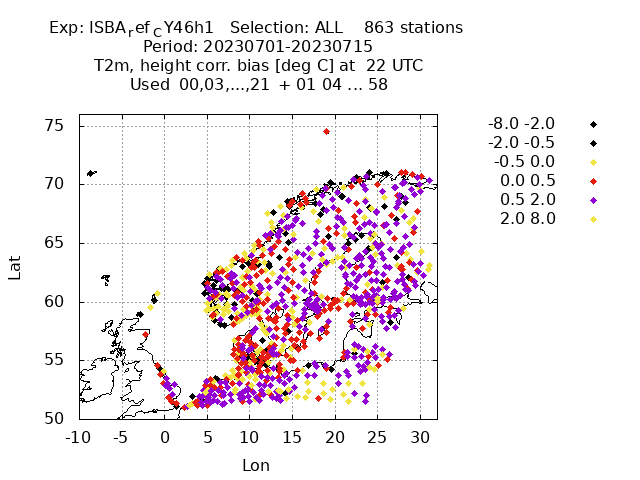 Exp: ISBA_ref_C Y46h1 Selection: ALL 863 stations
Period: 20230701-20230715
T2m, height corr. bias [deg C] at 22 UTC
Used 00,03,...,21 + 01 04 ... 58
-8.0 -2.0
-2.0 -0.5
-0.5 0.0
0.0 0.5
0.5 2.0
2.0 8.0
Lat
75
70
65
60
55
50
-10 -5 0 5 10 15 20 25 30
Lon